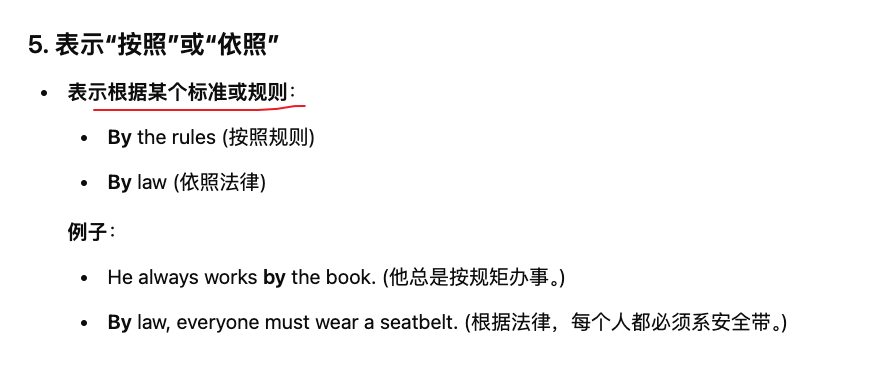 5. 表示“按照”或“依照”
• 表示根据某个标准或规则：
• By the rules (按照规则)
• By law (依照法律)
例子：
• He always works by the book. (他总是按规矩办事。)
• By law, everyone must wear a seatbelt. (根据法律，每个人都必须系安全带。)